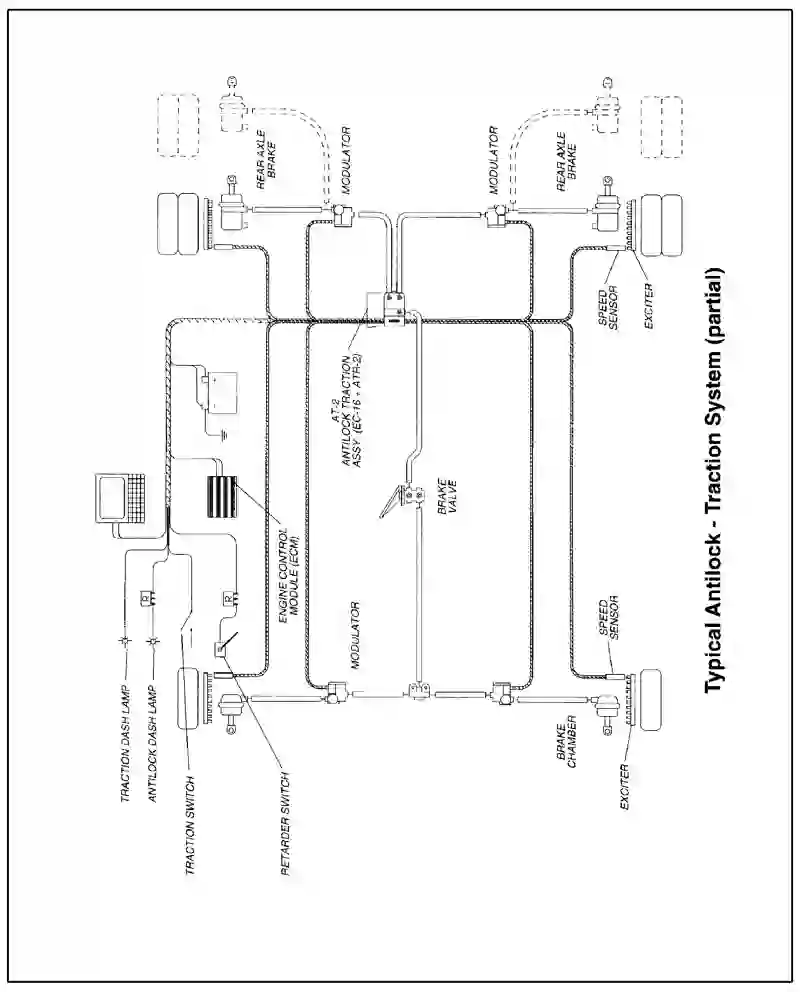 TRACTION DASH LAMP
ANTILOCK DASH LAMP
TRACTION SWITCH
RETARDER SWITCH
R
R
ENGINE CONTROL
MODULE (ECM)
REAR AXLE
BRAKE
MODULATOR
MODULATOR
REAR AXLE
BRAKE
AT-2
ANTILOCK TRACTION
ASSY (EC-16 + ATR-2)
BRAKE
VALVE
MODULATOR
SPEED
SENSOR
EXCITER
SPEED
SENSOR
BRAKE
CHAMBER
EXCITER
Typical Antilock - Traction System (partial)